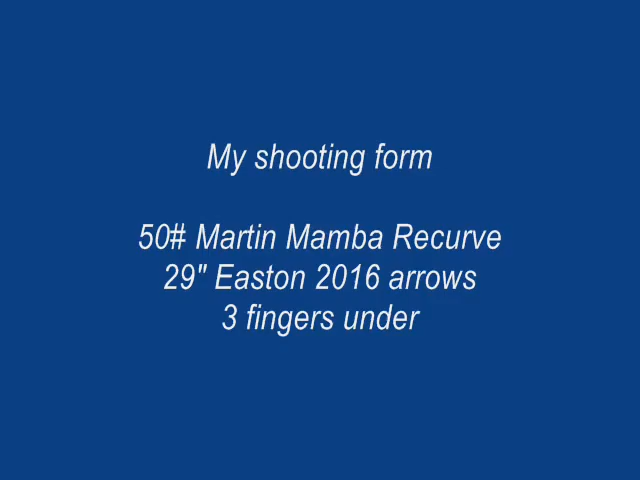 My shooting form
50# Martin Mamba Recurve
29" Easton 2016 arrows
3 fingers under